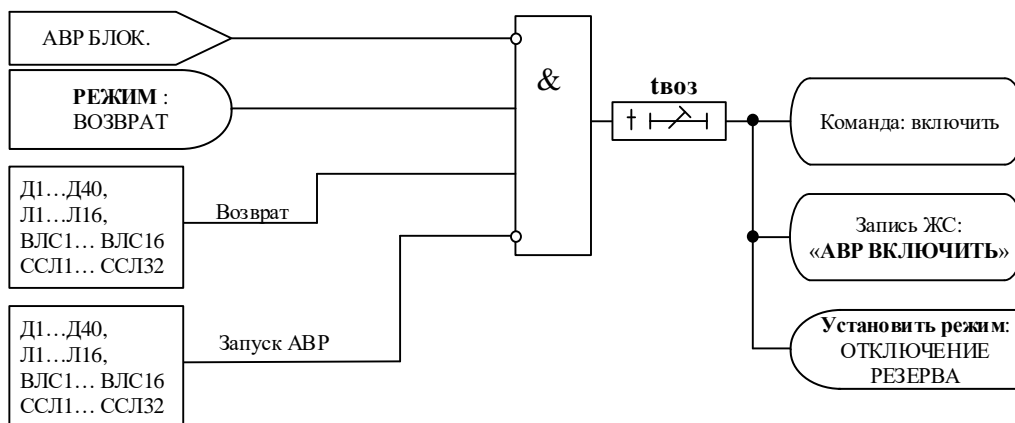 АВР БЛОК.
РЕЖИМ :
ВОЗВРАТ
Д1…Д40,
Л1…Л16,
ВЛС1… ВЛС16
ССЛ1… ССЛ32
Возврат
Д1…Д40,
Л1…Л16,
ВЛС1… ВЛС16
ССЛ1… ССЛ32
Запуск АВР
&
tвоз
t
Команда: включить
Запись ЖС:
«АВР ВКЛЮЧИТЬ»
Установить режим:
ОТКЛЮЧЕНИЕ
РЕЗЕРВА